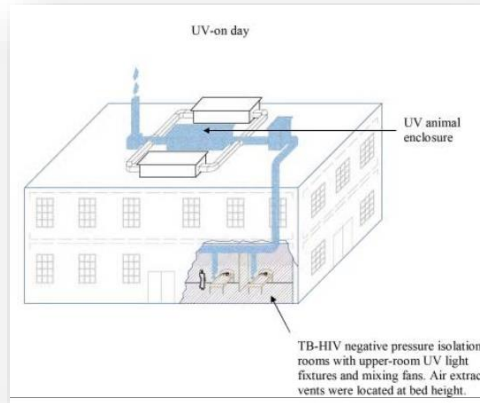 UV-on day
UV animal
enclosure
TB-HIV negative pressure isolation
rooms with upper-room UV light
fixtures and mixing fans. Air extrac
vents were located at bed height.